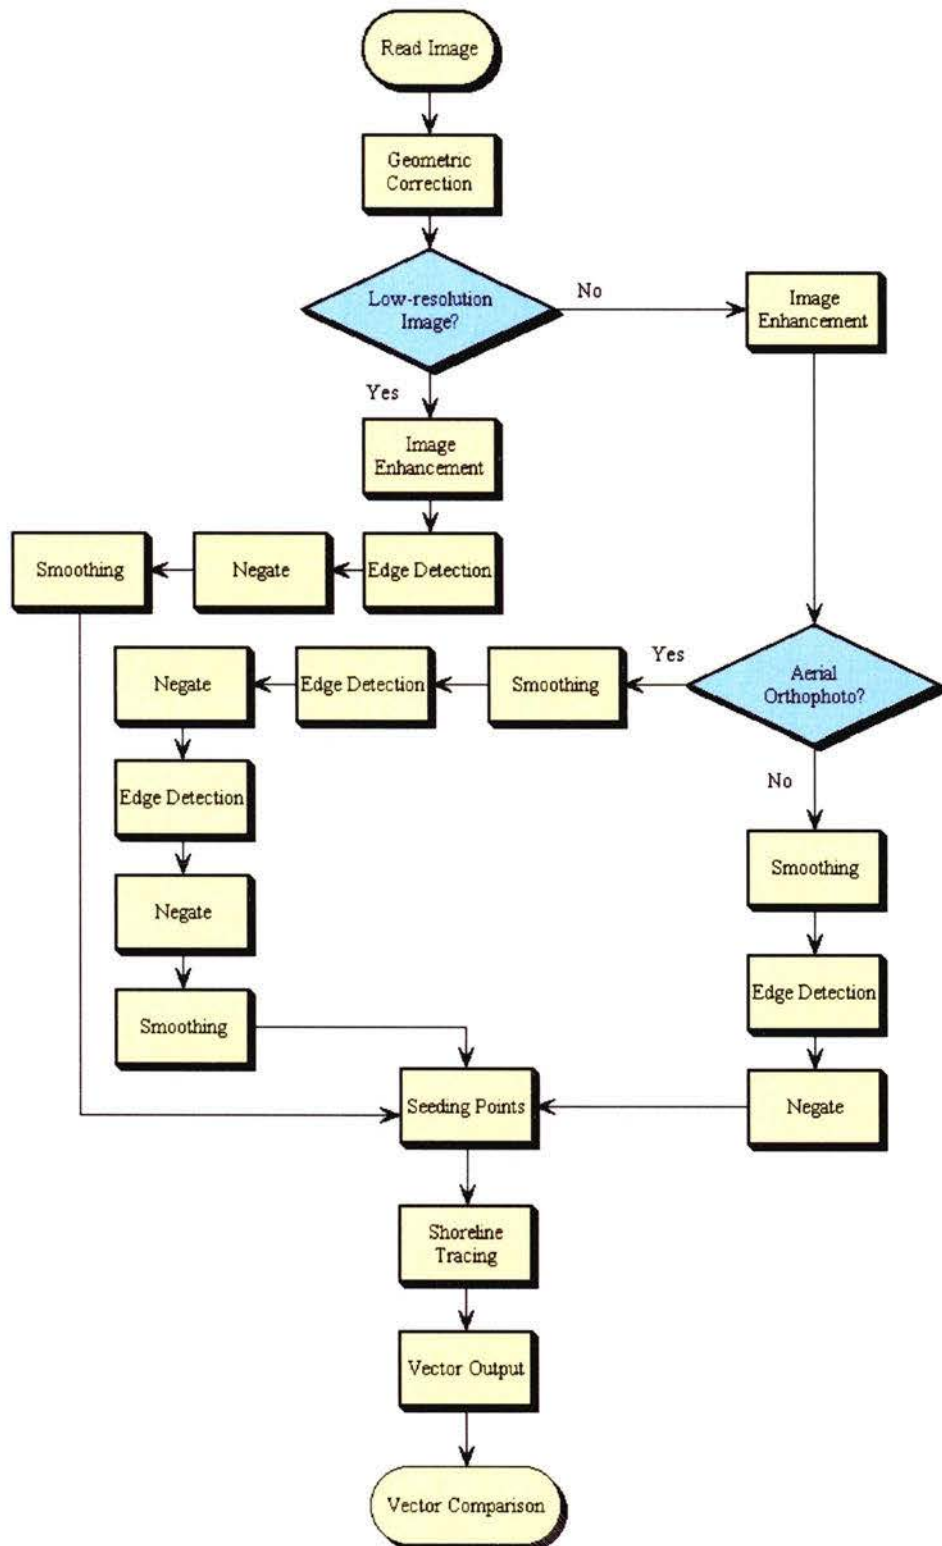 Read Image
Geometric
Correction
Low-resolution
Image?
No
Image
Enhancement
Yes
Image
Enhancement
Smoothing
Negate
Edge Detection
Negate
Edge Detection
Smoothing
Yes
Aerial
Orthophoto?
Edge Detection
No
Smoothing
Negate
Edge Detection
Smoothing
Seeding Points
Negate
Shoreline
Tracing
Vector Output
Vector Comparison